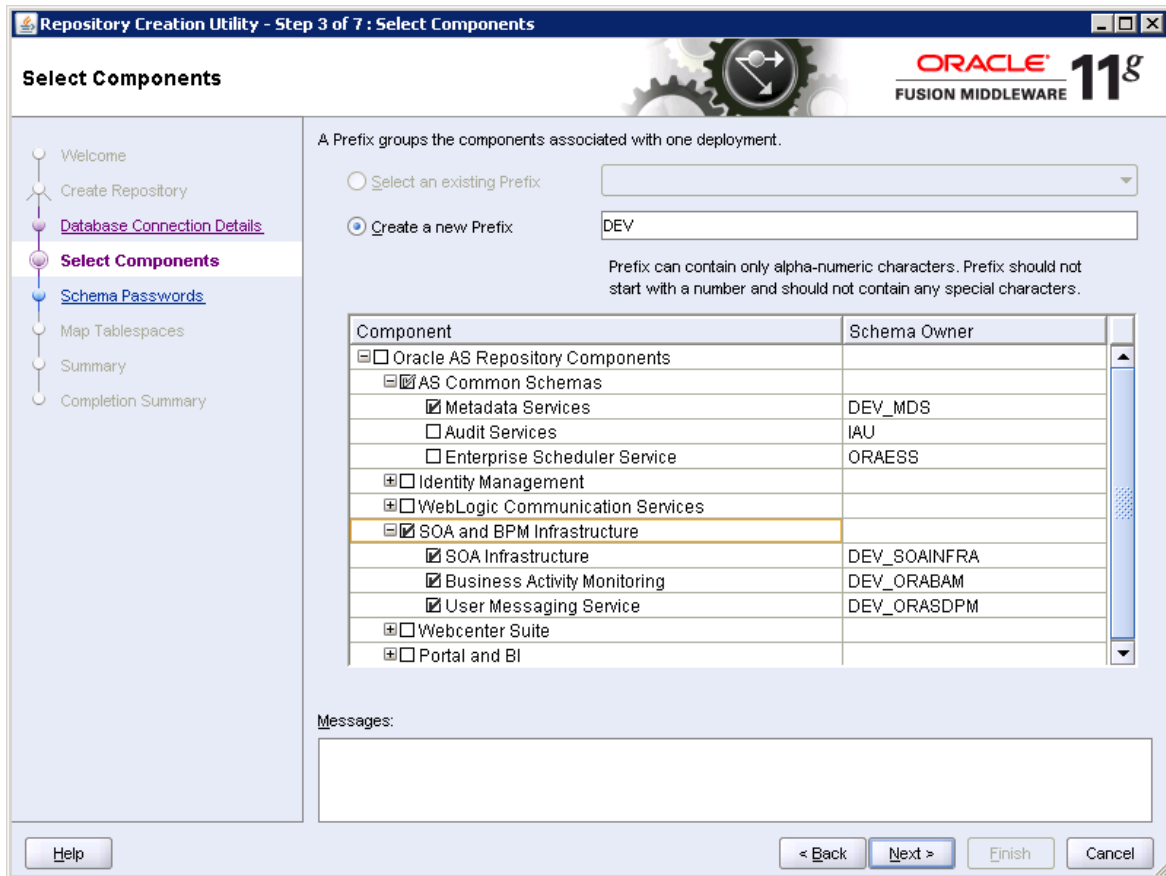 Repository Creation Utility - Step 3 of 7 : Select Components
Select Components
ORACLE
FUSION MIDDLEWARE
11g
Welcome
Create Repository
Database Connection Details
Select Components
Schema Passwords
Map Tablespaces
Summary
Completion Summary
A Prefix groups the components associated with one deployment.
Select an existing Prefix
Create a new Prefix
DEV
Prefix can contain only alpha-numeric characters. Prefix should not
start with a number and should not contain any special characters.
Component Schema Owner
Oracle AS Repository Components
AS Common Schemas
Metadata Services DEV_MDS
Audit Services IAU
Enterprise Scheduler Service ORAESS
Identity Management
WebLogic Communication Services
SOA and BPM Infrastructure
SOA Infrastructure DEV_SOAINFRA
Business Activity Monitoring DEV_ORABAM
User Messaging Service DEV_ORASDPM
Webcenter Suite
Portal and BI
Messages:
Help
< Back
Next >
Finish
Cancel